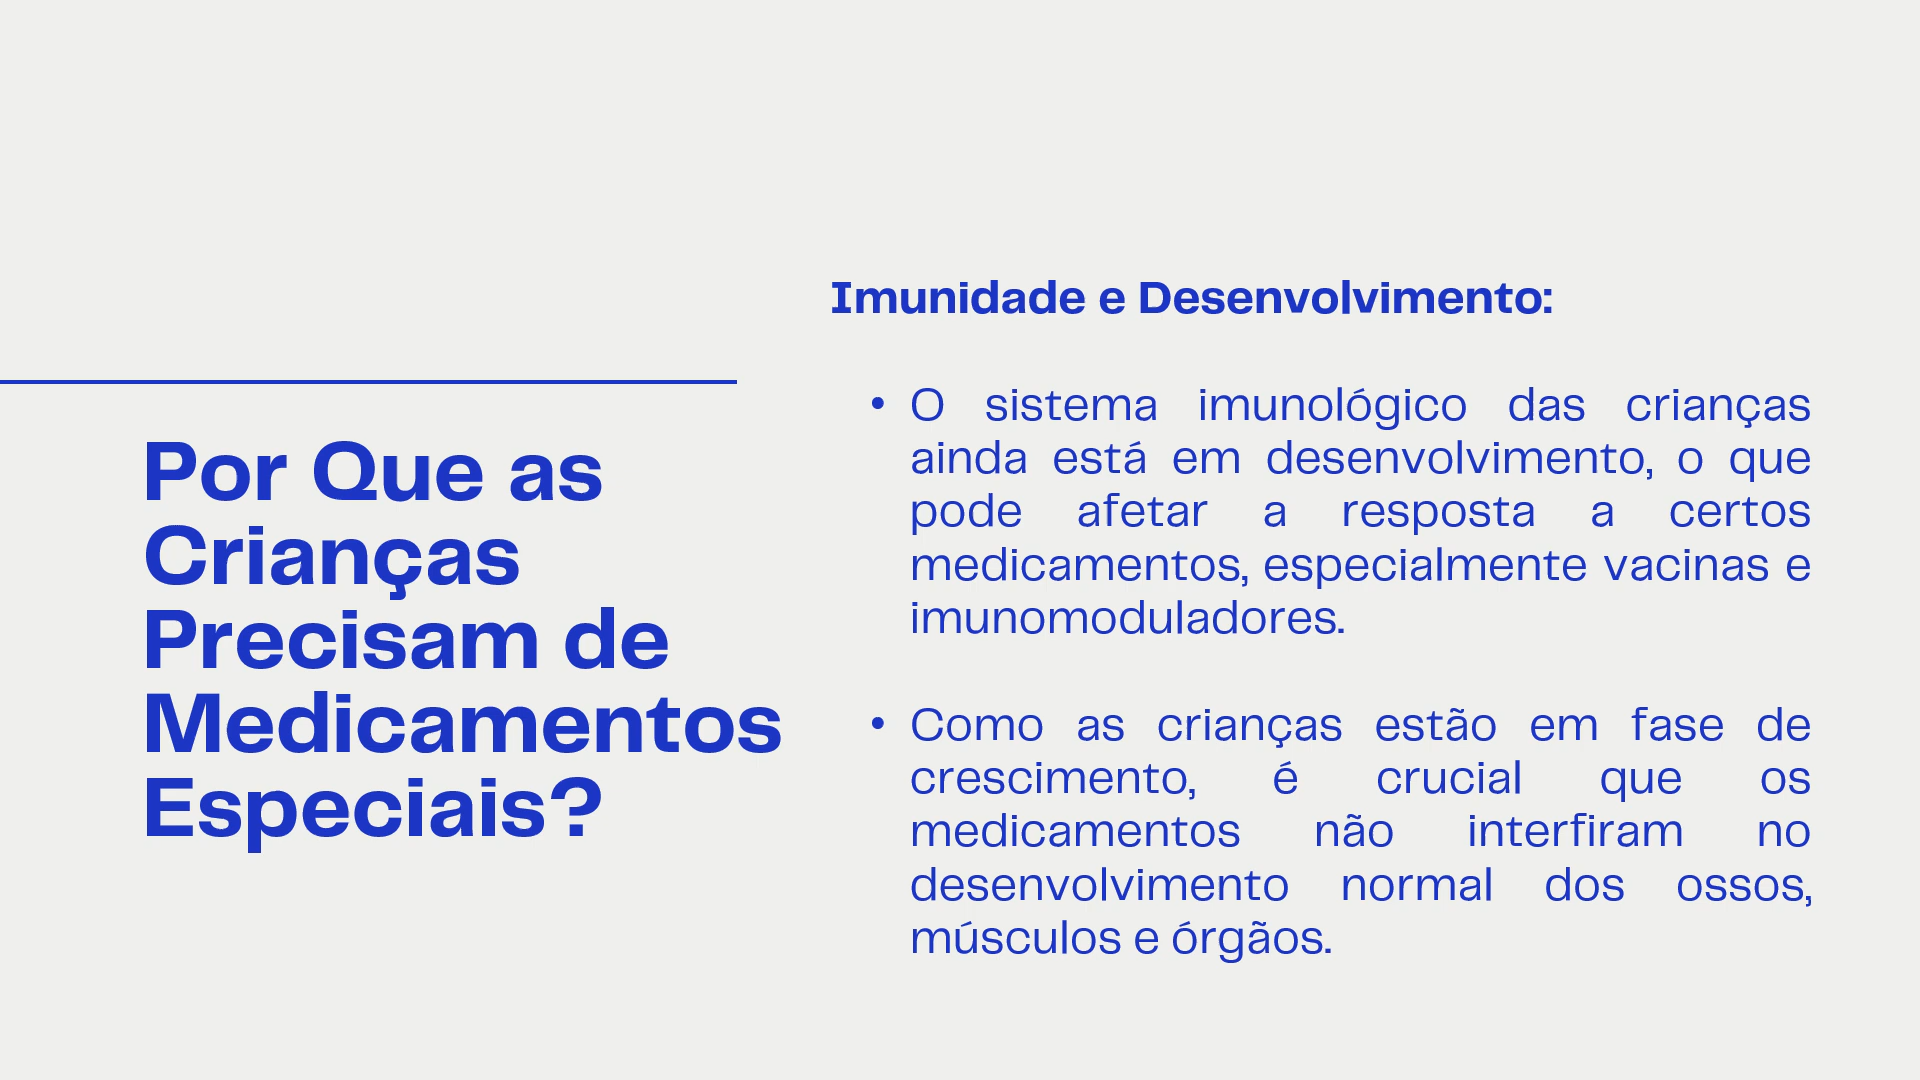 Por Que as
Crianças
Precisam de
Medicamentos
Especiais?
Imunidade e Desenvolvimento:
• O sistema imunológico das crianças
ainda está em desenvolvimento, o que
pode afetar a resposta a certos
medicamentos, especialmente vacinas e
imunomoduladores.
• Como as crianças estão em fase de
crescimento, é crucial que os
medicamentos não interfiram no
desenvolvimento normal dos ossos,
músculos e órgãos.